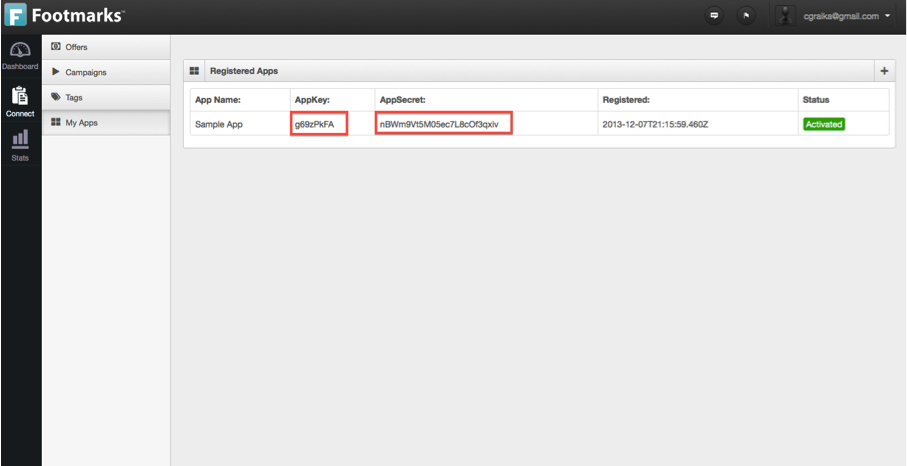 Footmarks™
cgraika@gmail.com
Dashboard
Connect
Stats
Offers
Campaigns
Tags
My Apps
Registered Apps
App Name: AppKey: AppSecret: Registered: Status
Sample App g69zPkFA nBWm9Vt5M05ec7L8cOf3qxiv 2013-12-07T21:15:59.460Z Activated